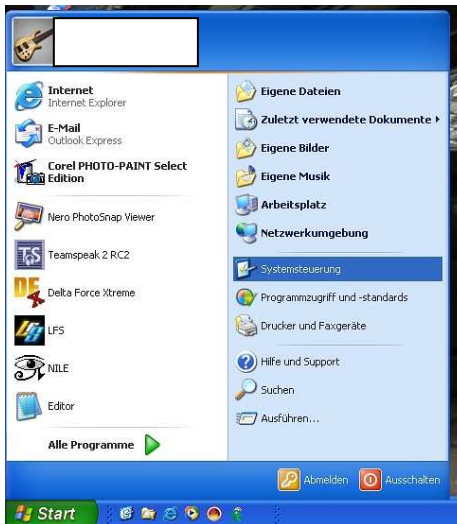 Internet
Internet Explorer
E-Mail
Outlook Express
Corel PHOTO-PAINT Select
Edition
Nero PhotoSnap Viewer
TS
Teamspeak 2 RC2
Delta Force Xtreme
LFS
NILE
Editor
Alle Programme
Eigene Dateien
Zuletzt verwendete Dokumente
Eigene Bilder
Eigene Musik
Arbeitsplatz
Netzwerkumgebung
Systemsteuerung
Programmzugriff und -standards
Drucker und Faxgeräte
Hilfe und Support
Suchen
Ausführen...
Abmelden
Ausschalten
Start